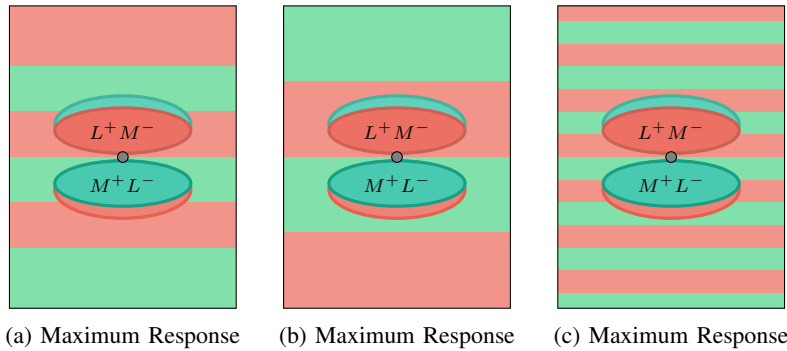 L⁺M⁻
M⁺L⁻
L⁺M⁻
M⁺L⁻
L⁺M⁻
M⁺L⁻
(a) Maximum Response
(b) Maximum Response
(c) Maximum Response